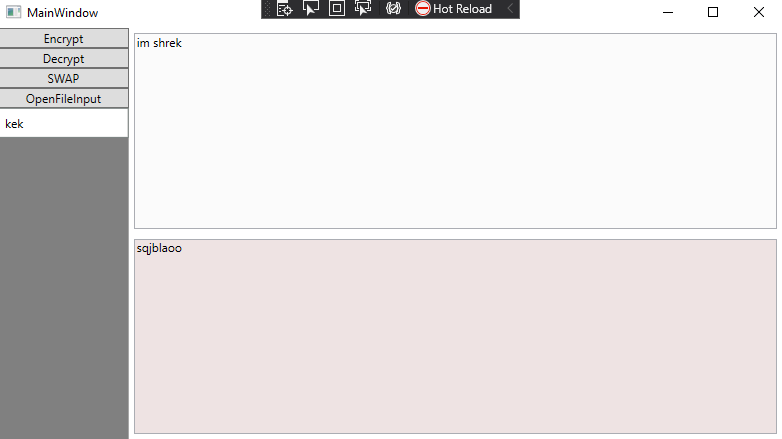 MainWindow
Hot Reload
Encrypt
Decrypt
SWAP
OpenFileInput
kek
im shrek
sqjblaoo